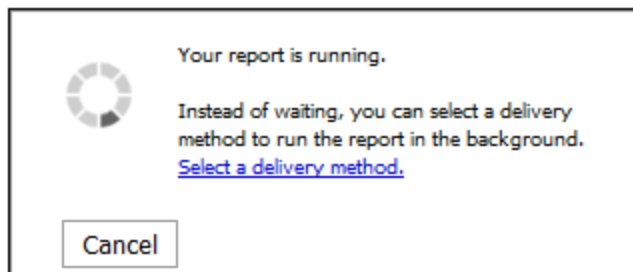 Your report is running.
Instead of waiting, you can select a delivery
method to run the report in the background.
Select a delivery method.
Cancel